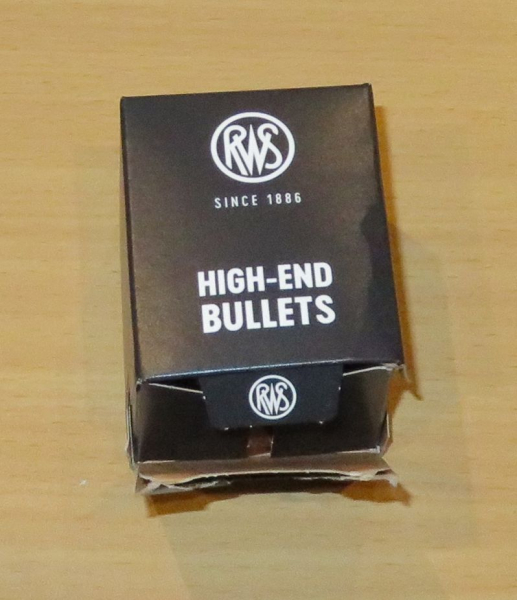 RWS
SINCE 1886
HIGH-END
BULLETS
RWS